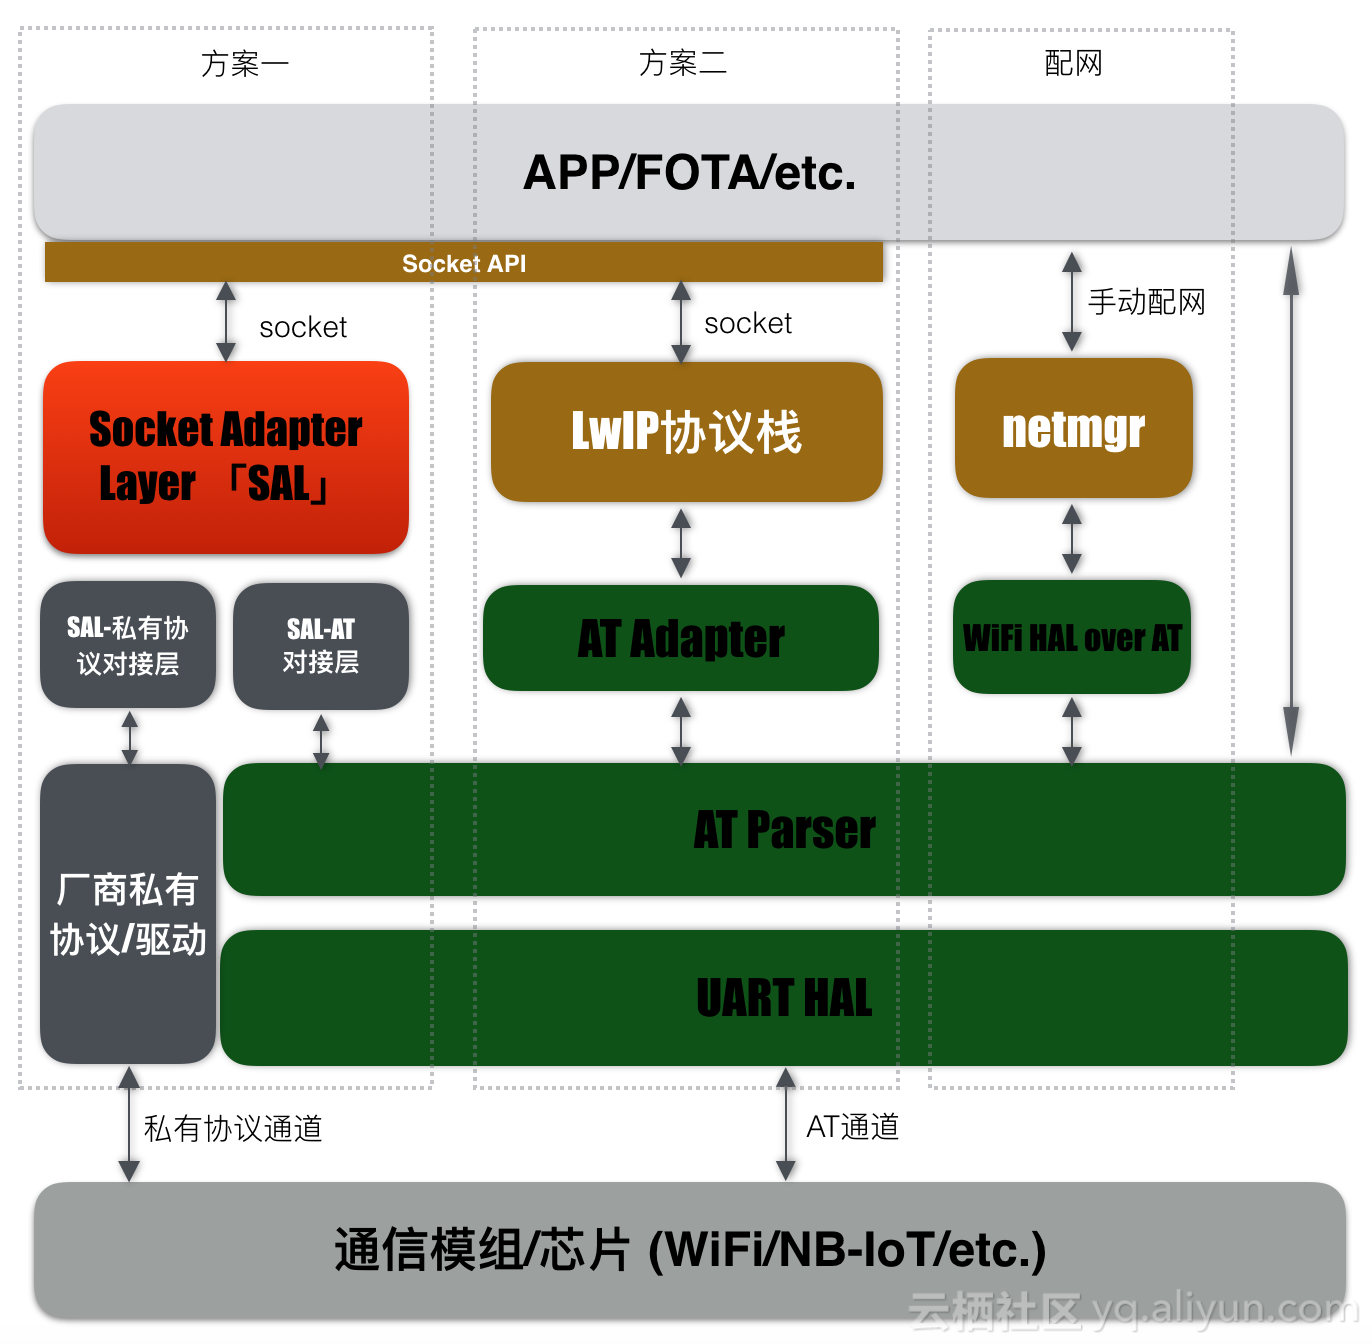 方案一
方案二
配网
APP/FOTA/etc.
Socket API
socket
socket
手动配网
Socket Adapter
Layer 「SAL」
LwIP协议栈
netmgr
SAL-私有协
议对接层
SAL-AT
对接层
AT Adapter
WiFi HAL over AT
厂商私有
协议/驱动
AT Parser
UART HAL
私有协议通道
AT通道
通信模组/芯片 (WiFi/NB-IoT/etc.)
云栖社区 yq.aliyun.com